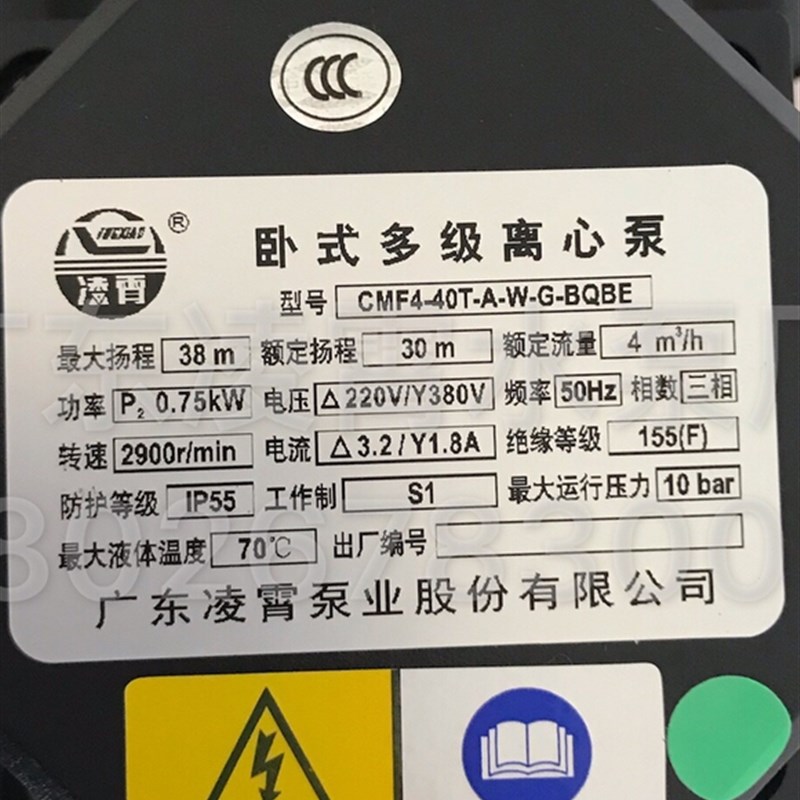 CCC
LINGXIAO ®
凌霄
卧式多级离心泵
型号 CMF4-40T-A-W-G-BQBE
最大扬程 38 m 额定扬程 30 m 额定流量 4 m³/h
功率 P₂ 0.75kW 电压 △220V/Y380V 频率 50Hz 相数 三相
转速 2900r/min 电流 △3.2/Y1.8A 绝缘等级 155(F)
防护等级 IP55 工作制 S1 最大运行压力 10 bar
最大液体温度 70℃ 出厂编号
广东凌霄泵业股份有限公司